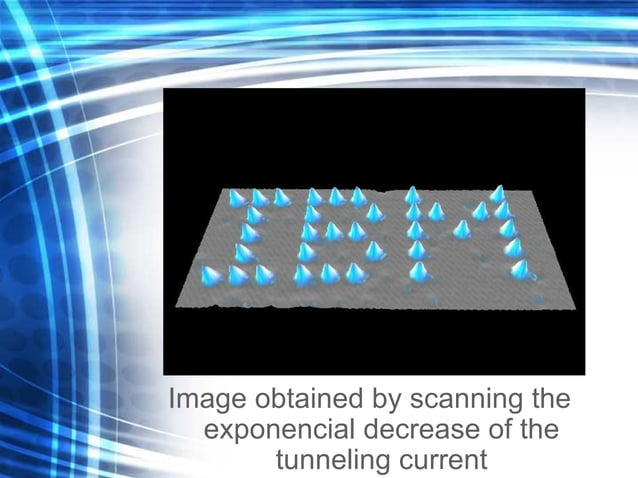 IBM
Image obtained by scanning the
exponencial decrease of the
tunneling current